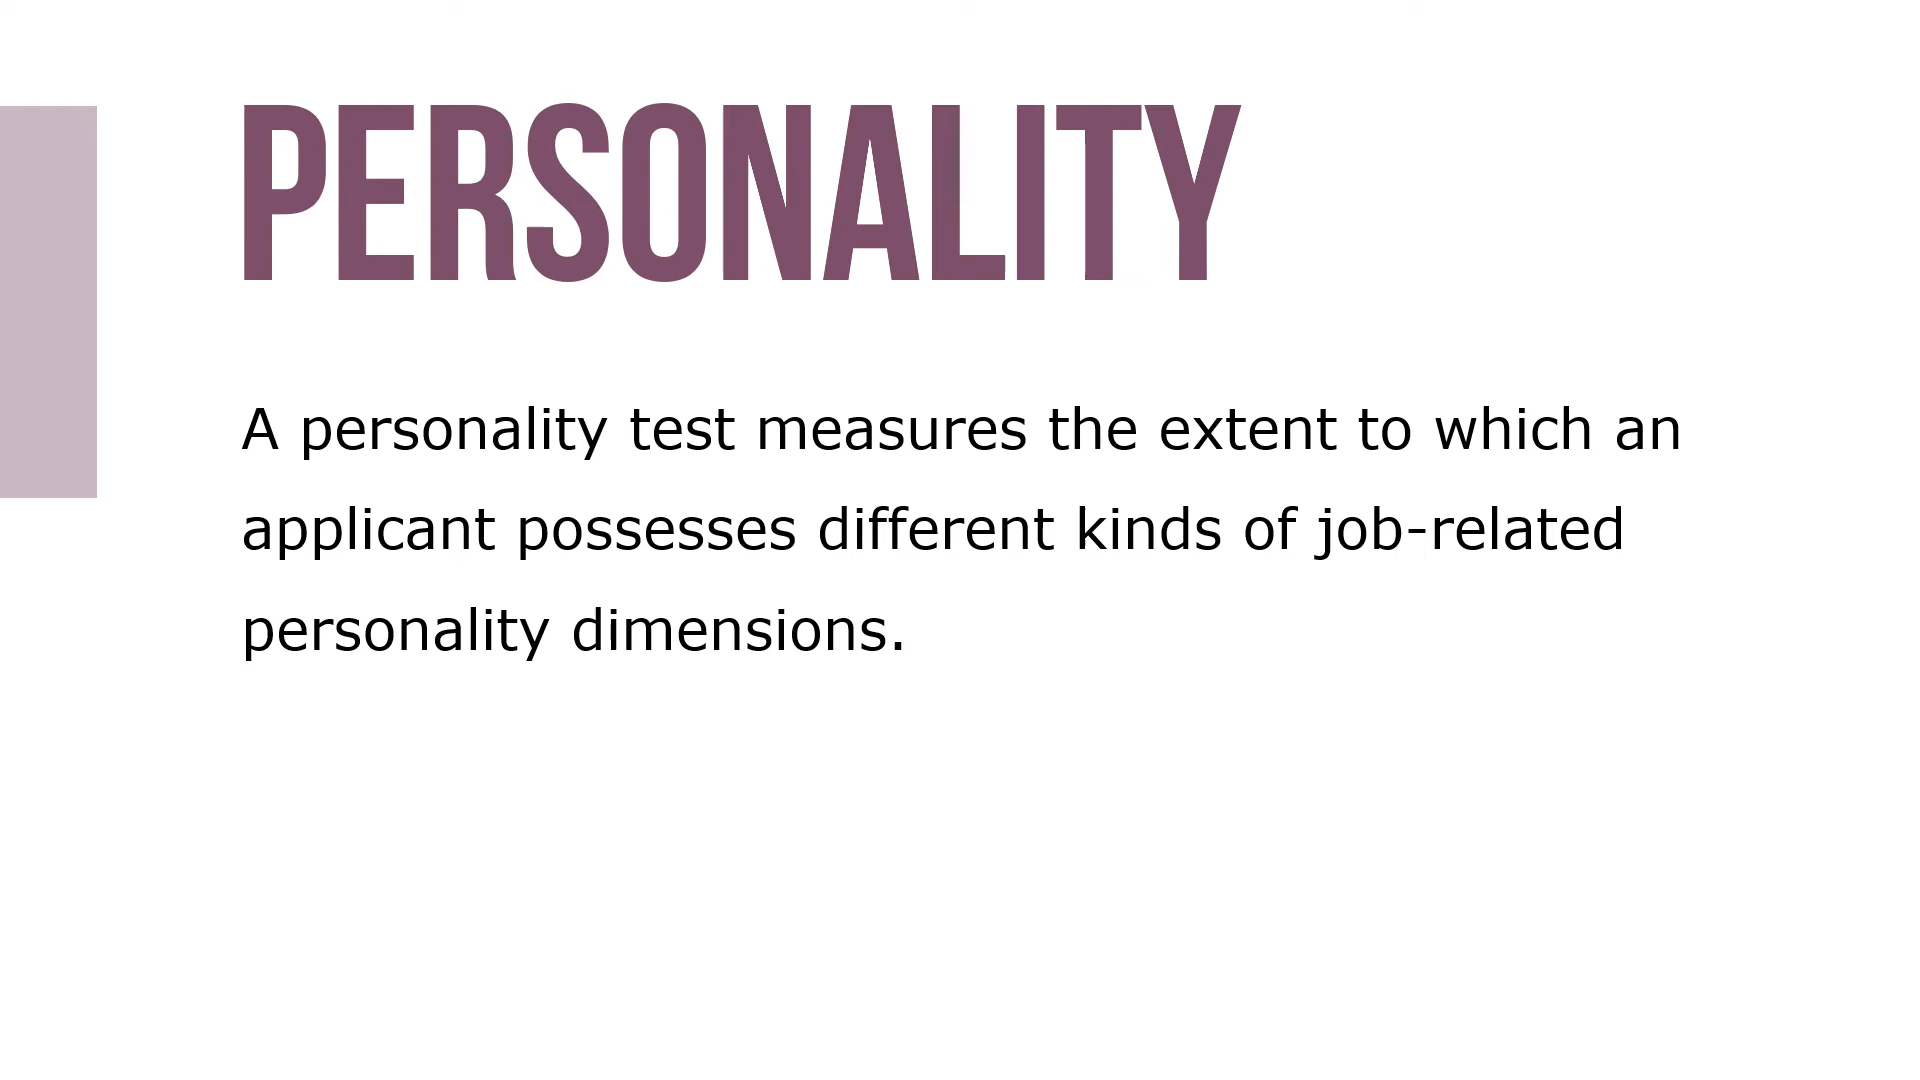 PERSONALITY
A personality test measures the extent to which an
applicant possesses different kinds of job-related
personality dimensions.